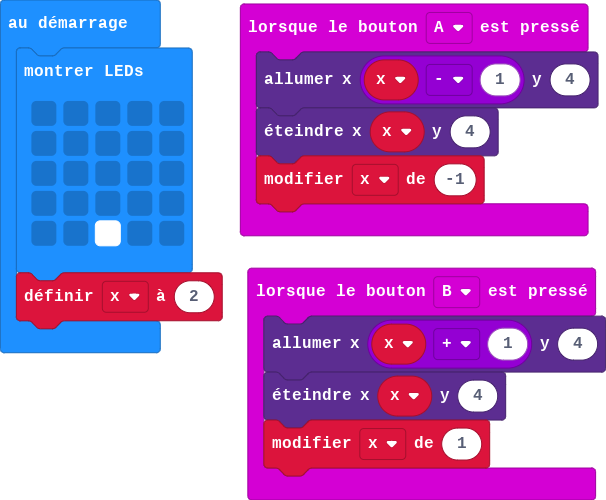 au démarrage
montrer LEDs
définir x à 2
lorsque le bouton A est pressé
allumer x x - 1 y 4
éteindre x x y 4
modifier x de -1
lorsque le bouton B est pressé
allumer x x + 1 y 4
éteindre x x y 4
modifier x de 1